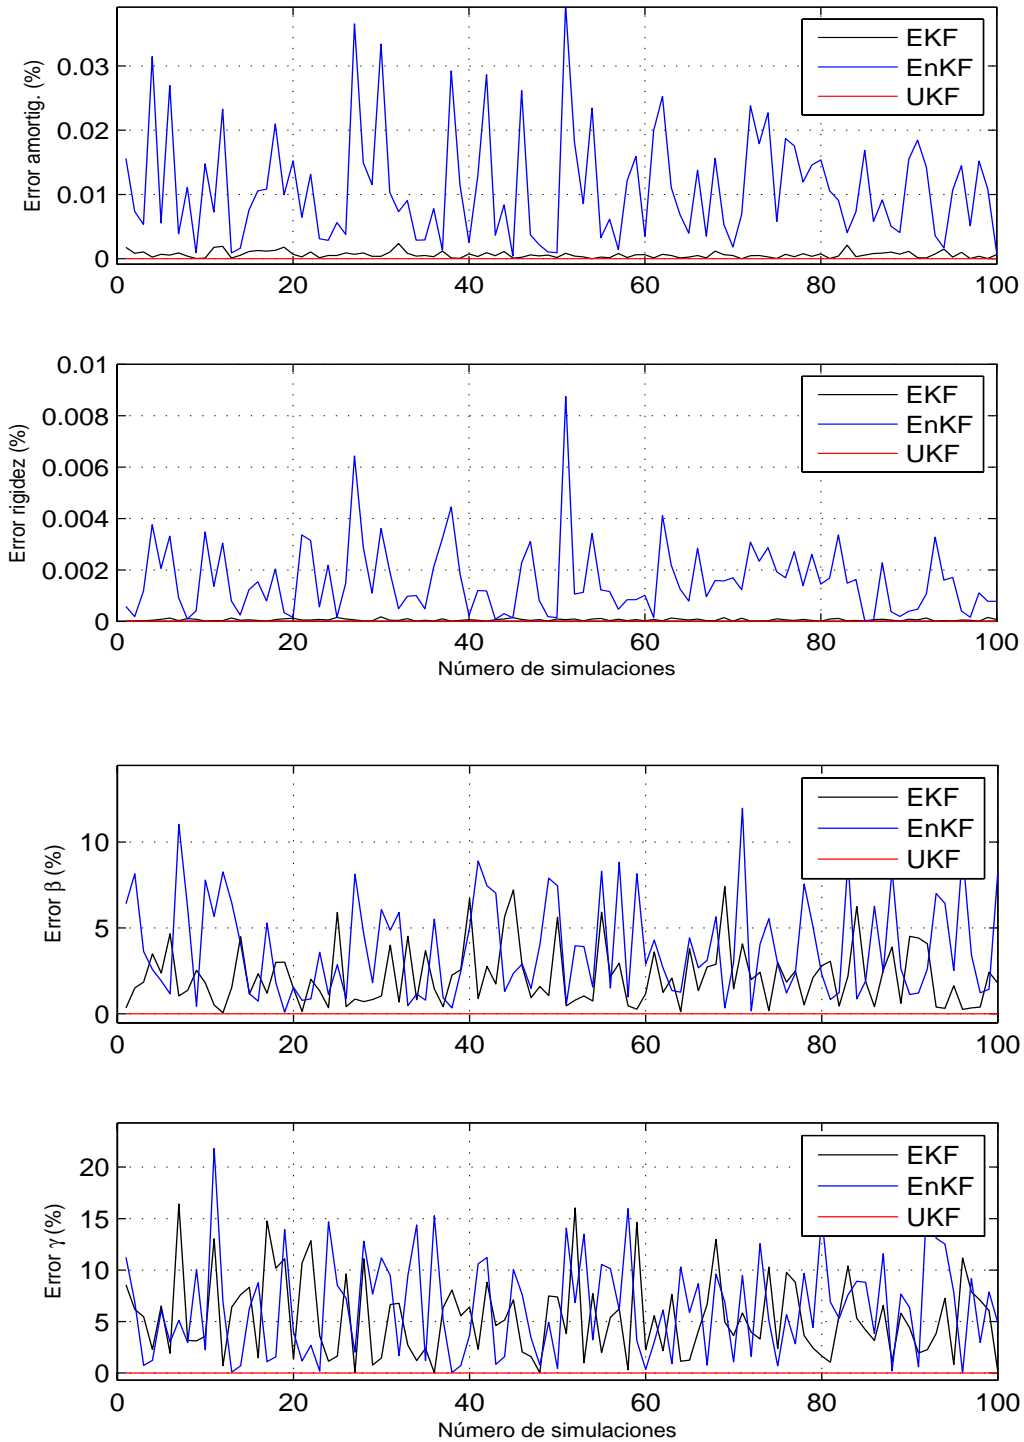 Error amortig. (%)
0.03
0.02
0.01
0
0 20 40 60 80 100
EKF
EnKF
UKF
Error rigidez (%)
0.01
0.008
0.006
0.004
0.002
0
0 20 40 60 80 100
EKF
EnKF
UKF
Número de simulaciones
Error β (%)
10
5
0
0 20 40 60 80 100
EKF
EnKF
UKF
Error γ (%)
20
15
10
5
0
0 20 40 60 80 100
EKF
EnKF
UKF
Número de simulaciones